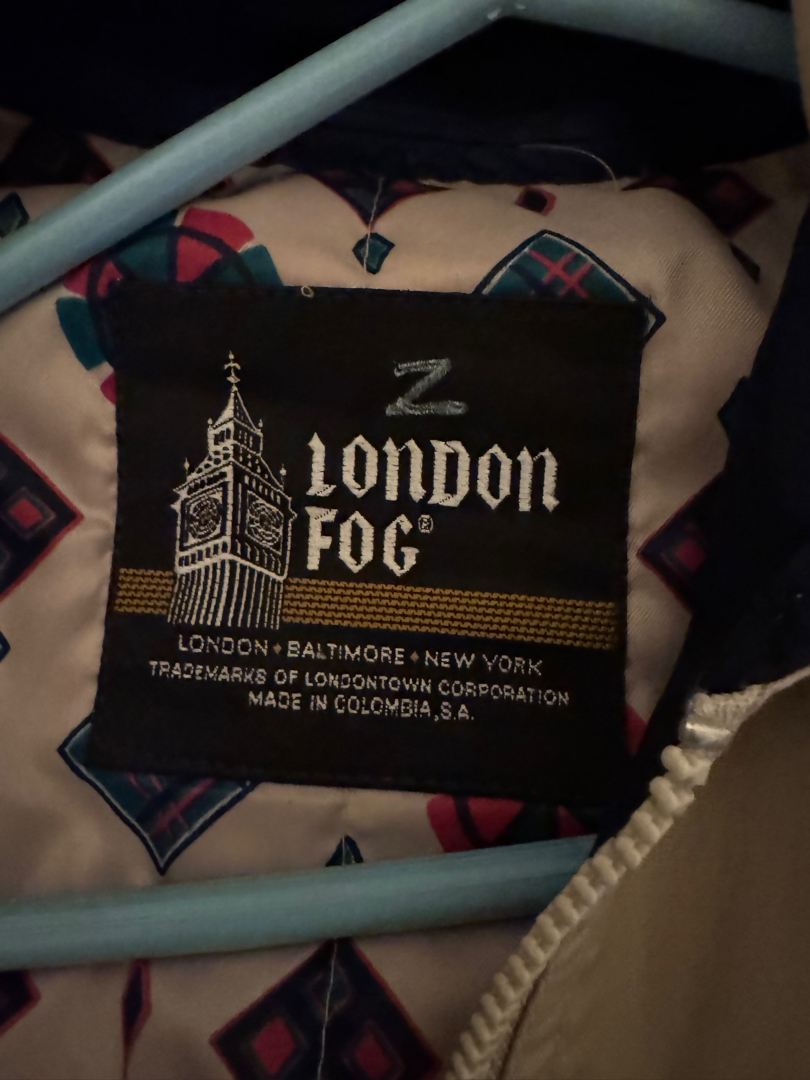 Z
LONDON
FOG®
LONDON♦BALTIMORE♦NEW YORK
TRADEMARKS OF LONDONTOWN CORPORATION
MADE IN COLOMBIA,S.A.